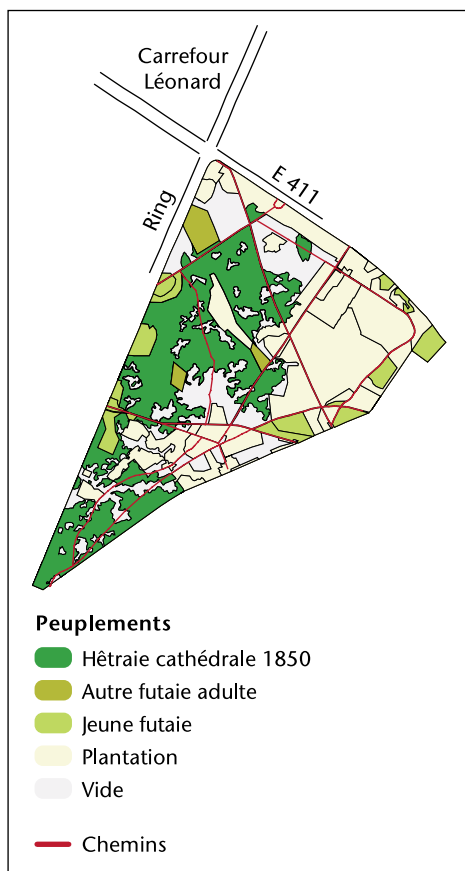 Carrefour
Léonard
E 411
Ring
Peuplements
Hêtraie cathédrale 1850
Autre futaie adulte
Jeune futaie
Plantation
Vide
Chemins